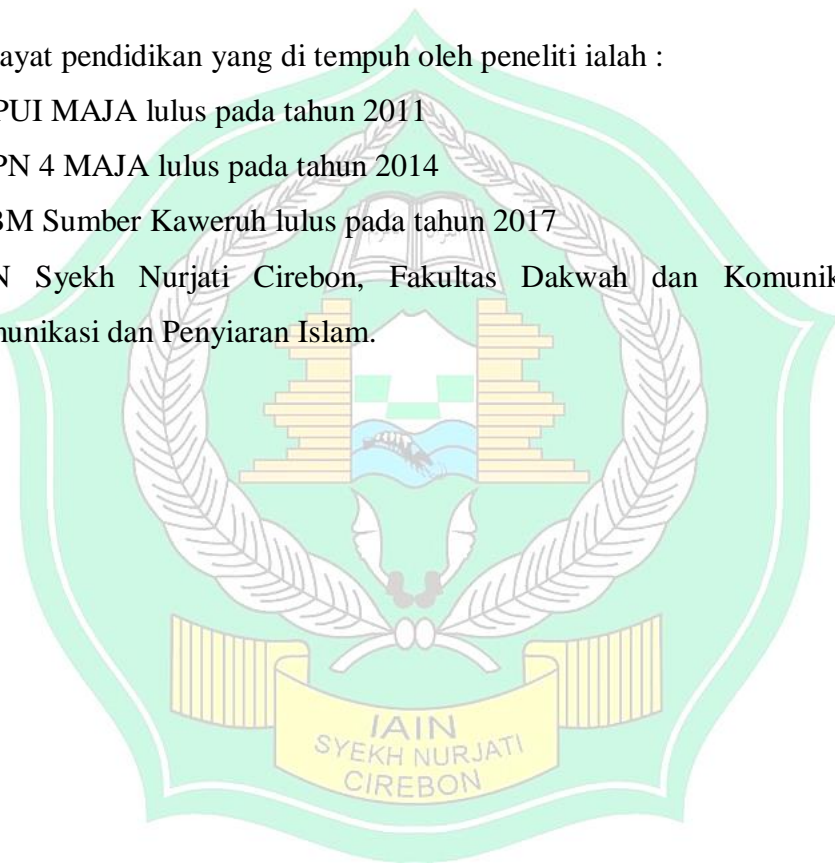 ayat pendidikan yang di tempuh oleh peneliti ialah :
PUI MAJA lulus pada tahun 2011
PN 4 MAJA lulus pada tahun 2014
BM Sumber Kaweruh lulus pada tahun 2017
N Syekh Nurjati Cirebon, Fakultas Dakwah dan Komunik
unikasi dan Penyiaran Islam.
IAIN
SYEKH NURJATI
CIREBON